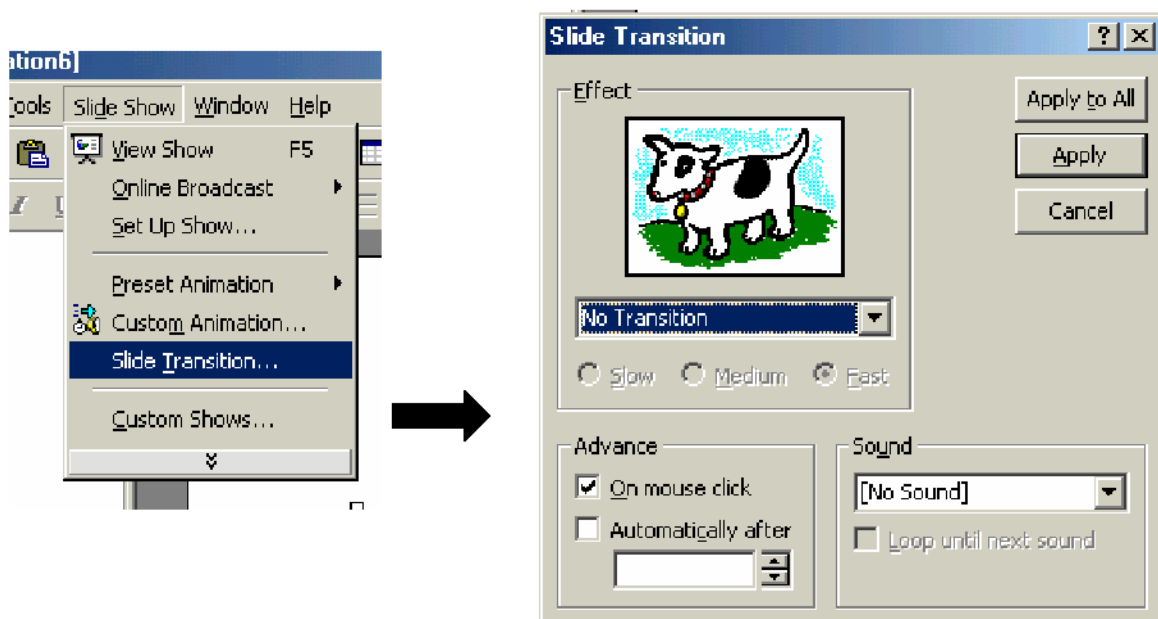 ation6]
Tools Slide Show Window Help
View Show F5
Online Broadcast
Set Up Show...
Preset Animation
Custom Animation...
Slide Transition...
Custom Shows...
Slide Transition
Effect
No Transition
Slow Medium Fast
Apply to All
Apply
Cancel
Advance
On mouse click
Automatically after
Sound
[No Sound]
Loop until next sound